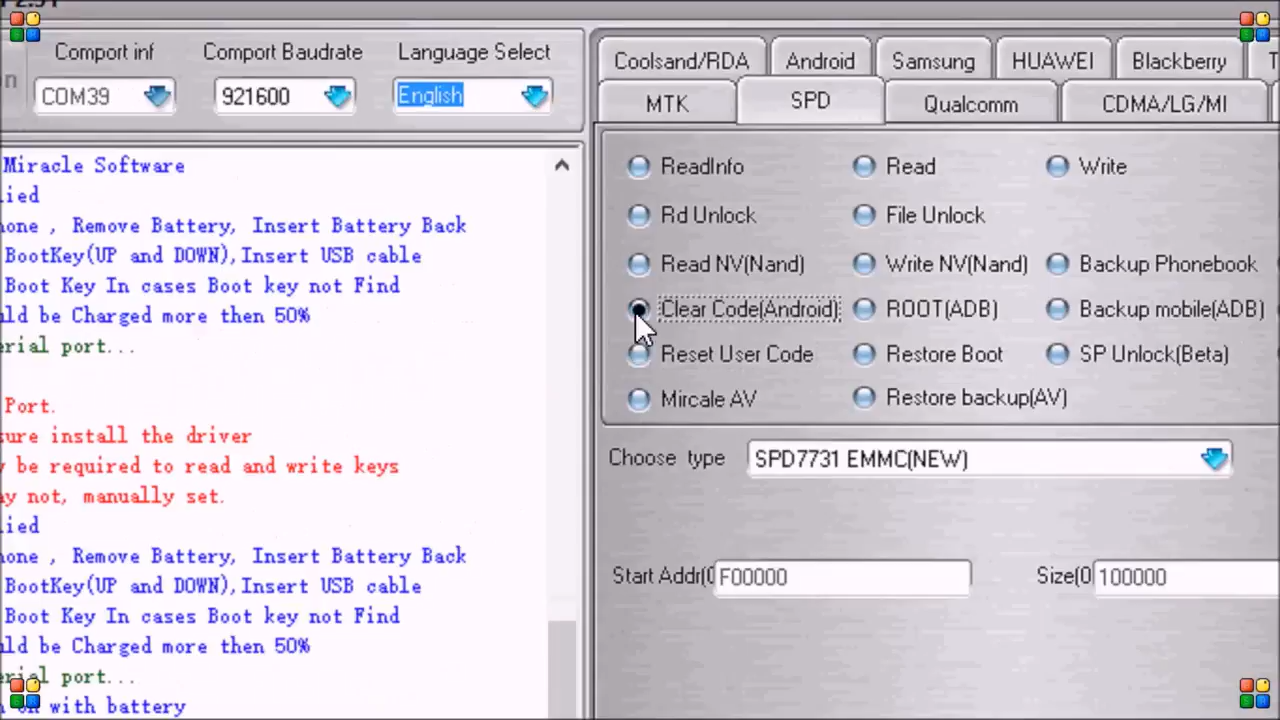 2.51
Comport inf Comport Baudrate Language Select
COM39 921600 English
Miracle Software
lied
one , Remove Battery, Insert Battery Back
BootKey(UP and DOWN),Insert USB cable
Boot Key In cases Boot key not Find
ld be Charged more then 50%
erial port...
Port.
sure install the driver
y be required to read and write keys
ay not, manually set.
lied
one , Remove Battery, Insert Battery Back
BootKey(UP and DOWN),Insert USB cable
Boot Key In cases Boot key not Find
ld be Charged more then 50%
erial port...
with battery
Coolsand/RDA Android Samsung HUAWEI Blackberry
MTK SPD Qualcomm CDMA/LG/MI
ReadInfo Read Write
Rd Unlock File Unlock
Read NV(Nand) Write NV(Nand) Backup Phonebook
Clear Code(Android) ROOT(ADB) Backup mobile(ADB)
Reset User Code Restore Boot SP Unlock(Beta)
Mircale AV Restore backup(AV)
Choose type SPD7731 EMMC(NEW)
Start Addr(0 F00000 Size(0 100000